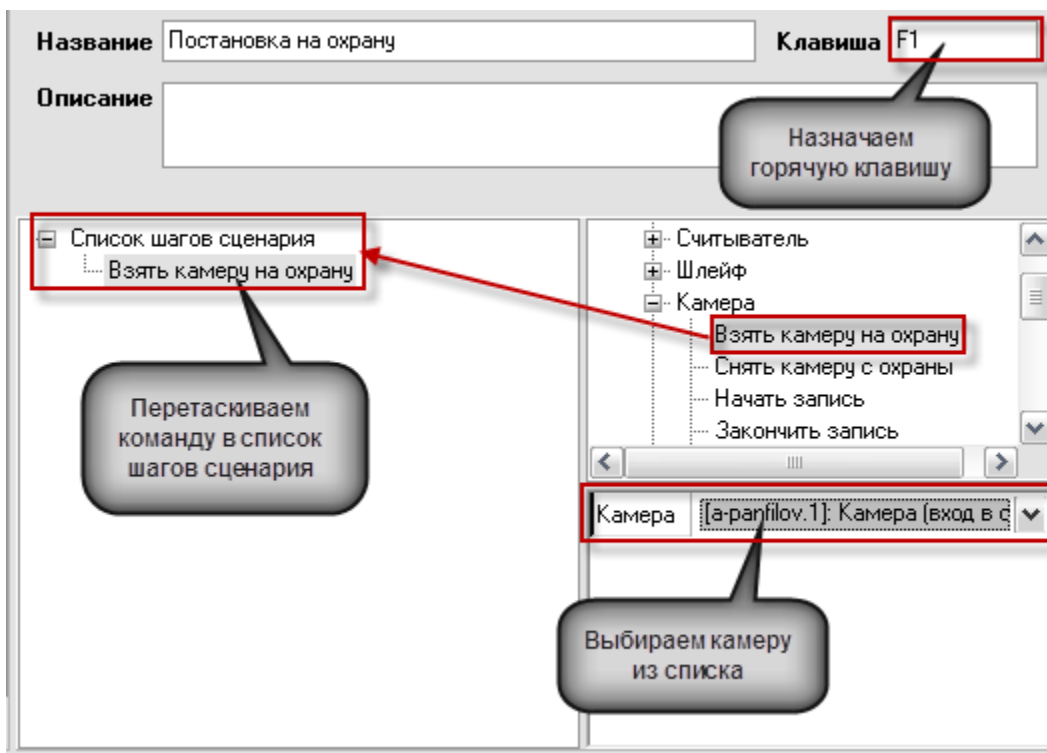 Название Постановка на охрану Клавиша F1
Описание
Назначаем
горячую клавишу
Список шагов сценария
Взять камеру на охрану
Считыватель
Шлейф
Камера
Взять камеру на охрану
Снять камеру с охраны
Начать запись
Закончить запись
Перетаскиваем
команду в список
шагов сценария
Камера [a-panfilov.1]: Камера (вход в с
Выбираем камеру
из списка